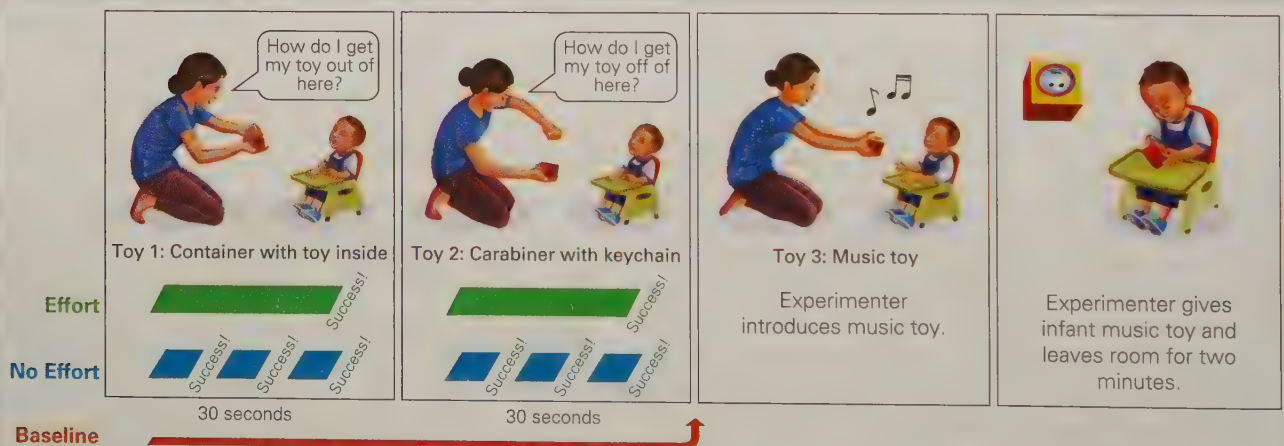 How do I get
my toy out of
here?
Toy 1: Container with toy inside
How do I get
my toy off of
here?
Toy 2: Carabiner with keychain
Toy 3: Music toy
Experimenter
introduces music toy.
Experimenter gives
infant music toy and
leaves room for two
minutes.
Effort
Success!
Success!
No Effort
Success!
Success!
Success!
Success!
Success!
Success!
30 seconds
30 seconds
Baseline